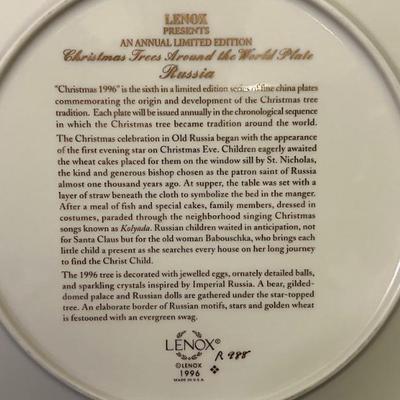 LENOX
PRESENTS
AN ANNUAL LIMITED EDITION
Christmas Trees Around the World Plate
Russia
"Christmas 1996" is the sixth in a limited edition series of fine china plates
commemorating the origin and development of the Christmas tree
tradition. Each plate will be issued annually in the chronological sequence
in which the Christmas tree became tradition around the world.
The Christmas celebration in Old Russia began with the appearance
of the first evening star on Christmas Eve. Children eagerly awaited
the wheat cakes placed for them on the window sill by St. Nicholas,
the kind and generous bishop chosen as the patron saint of Russia
almost one thousand years ago. At supper, the table was set with a
layer of straw beneath the cloth to symbolize the bed in the manger.
After a meal of fish and special cakes, family members, dressed in
costumes, paraded through the neighborhood singing Christmas
songs known as Kolyada. Russian children waited in anticipation, not
for Santa Claus but for the old woman Babouschka, who brings each
little child a present as she searches every house on her long journey
to find the Christ Child.
The 1996 tree is decorated with jewelled eggs, ornately detailed balls,
and sparkling crystals inspired by Imperial Russia. A bear, gilded-
domed palace and Russian dolls are gathered under the star-topped
tree. An elaborate border of Russian motifs, stars and golden wheat
is festooned with an evergreen swag.
LENOX®
©LENOX
1996
MADE IN U.S.A.